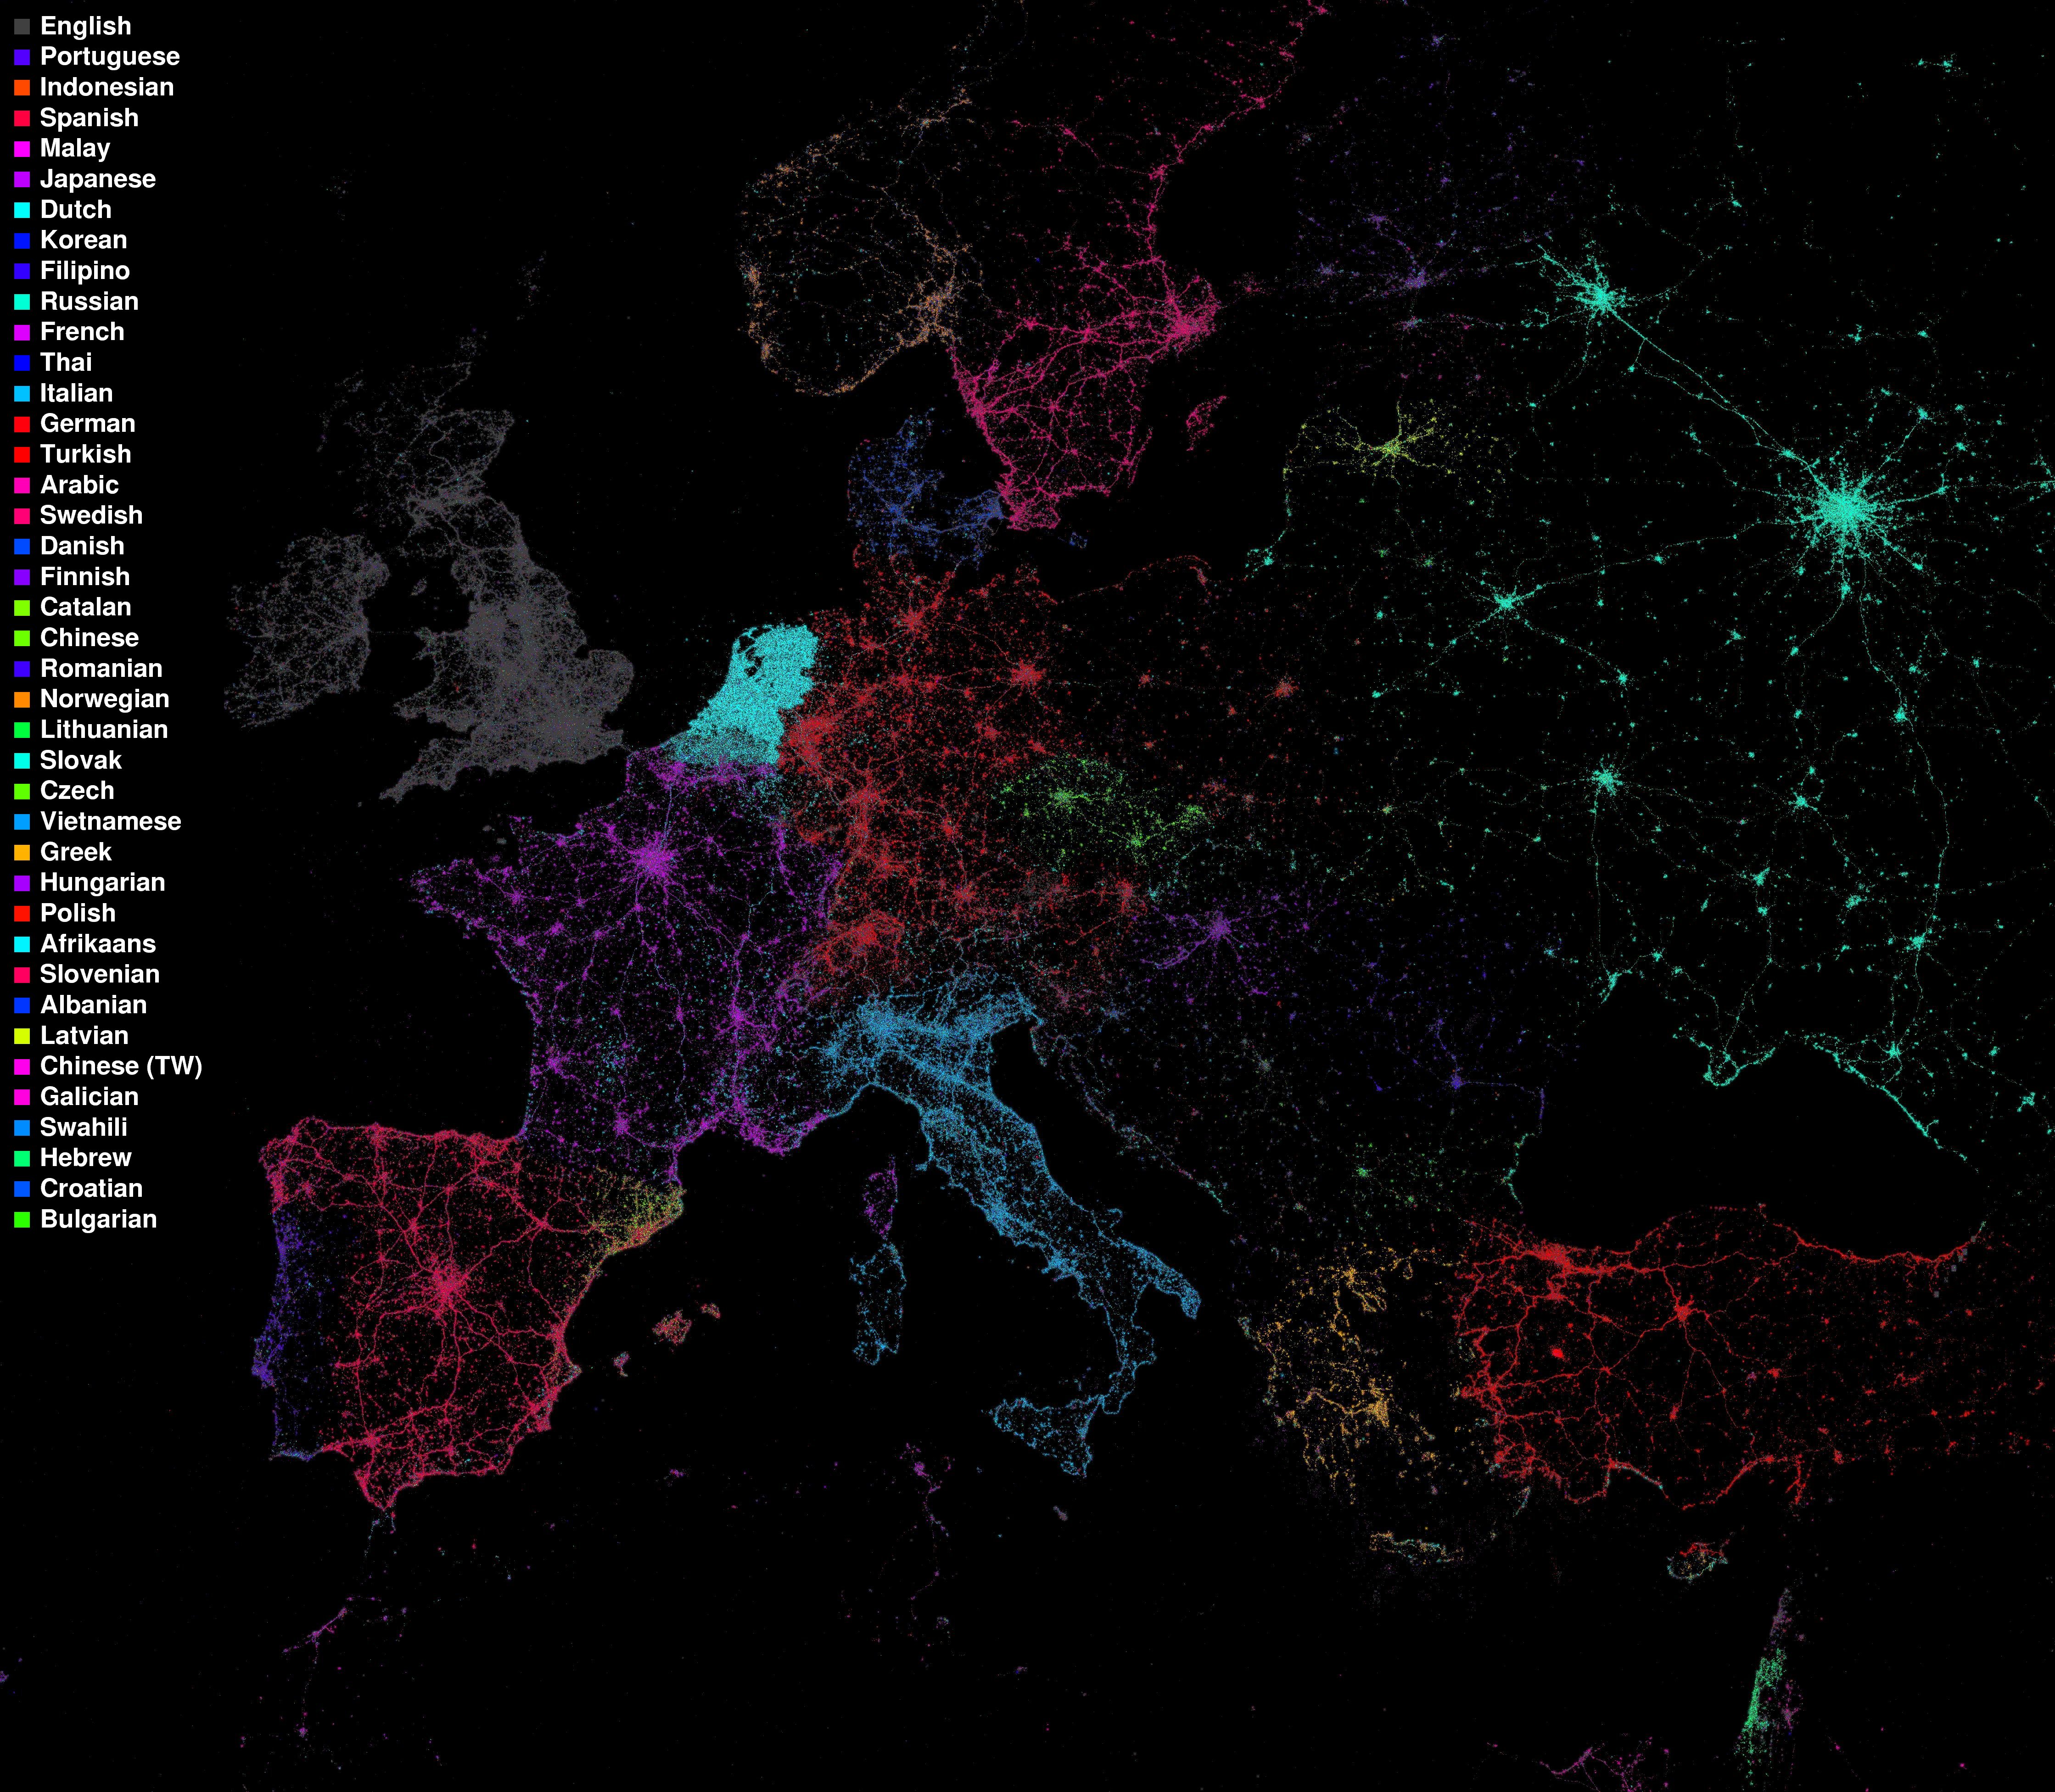 English
Portuguese
Indonesian
Spanish
Malay
Japanese
Dutch
Korean
Filipino
Russian
French
Thai
Italian
German
Turkish
Arabic
Swedish
Danish
Finnish
Catalan
Chinese
Romanian
Norwegian
Lithuanian
Slovak
Czech
Vietnamese
Greek
Hungarian
Polish
Afrikaans
Slovenian
Albanian
Latvian
Chinese (TW)
Galician
Swahili
Hebrew
Croatian
Bulgarian